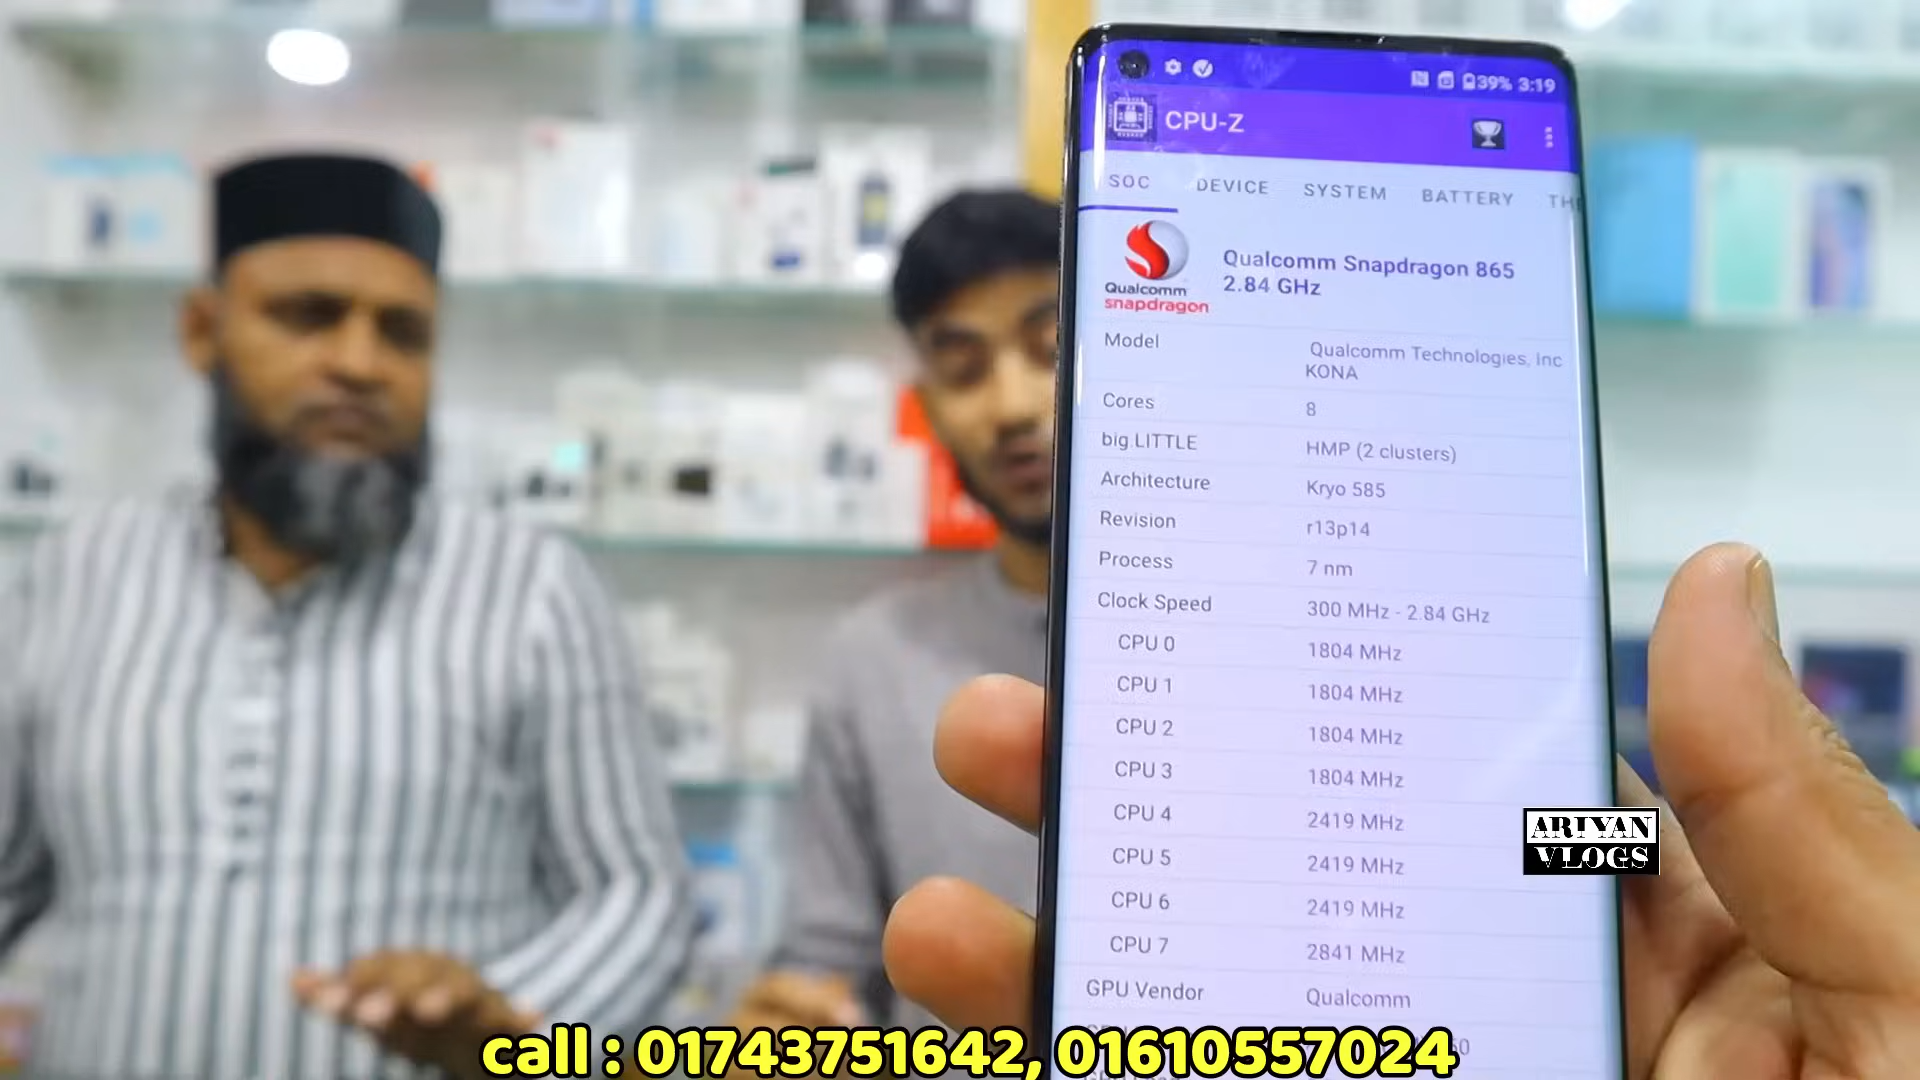 39% 3:19
CPU-Z
SOC DEVICE SYSTEM BATTERY TH
Qualcomm snapdragon
Qualcomm Snapdragon 865
2.84 GHz
Model Qualcomm Technologies, Inc
KONA
Cores 8
big.LITTLE HMP (2 clusters)
Architecture Kryo 585
Revision r13p14
Process 7 nm
Clock Speed 300 MHz - 2.84 GHz
CPU 0 1804 MHz
CPU 1 1804 MHz
CPU 2 1804 MHz
CPU 3 1804 MHz
CPU 4 2419 MHz
CPU 5 2419 MHz
CPU 6 2419 MHz
CPU 7 2841 MHz
GPU Vendor Qualcomm
ARIYAN
VLOGS
call : 01743751642, 01610557024